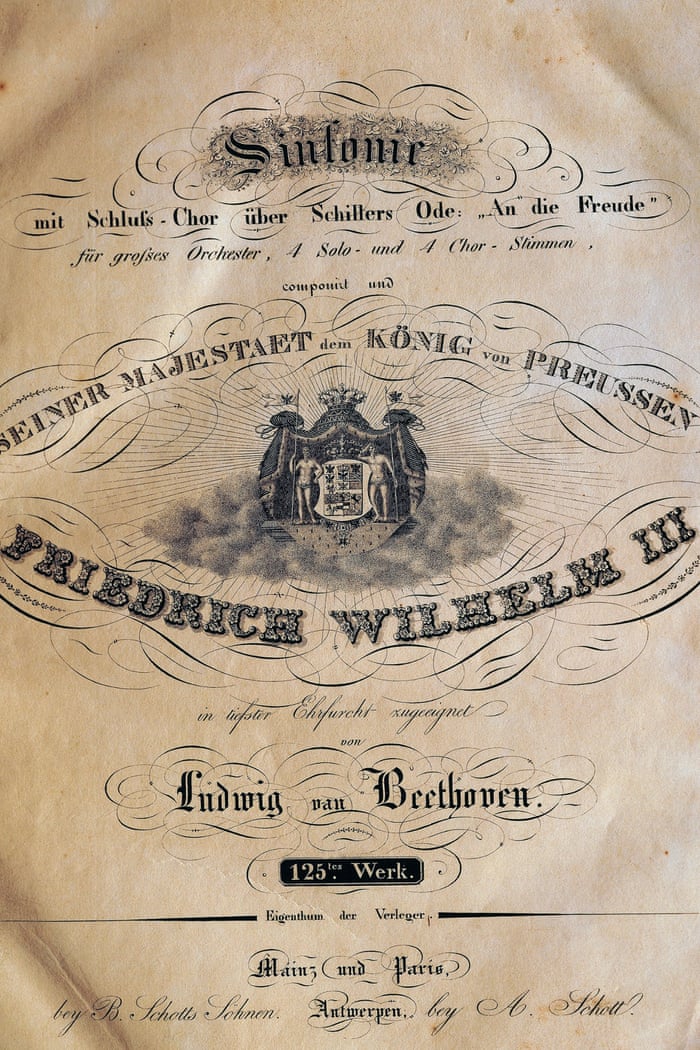 Sinfonie
mit Schluſs-Chor über Schillers Ode: „An die Freude"
für groſses Orchester, 4 Solo- und 4 Chor-Stimmen,
componirt und
SEINER MAJESTAET dem KÖNIG von PREUSSEN
FRIEDRICH WILHELM III
in tiefster Ehrfurcht zugeeignet
von
Ludwig van Beethoven.
125tes. Werk.
Eigenthum der Verleger.
Mainz und Paris,
bey B. Schotts Söhnen. Antwerpen, bey A. Schott.